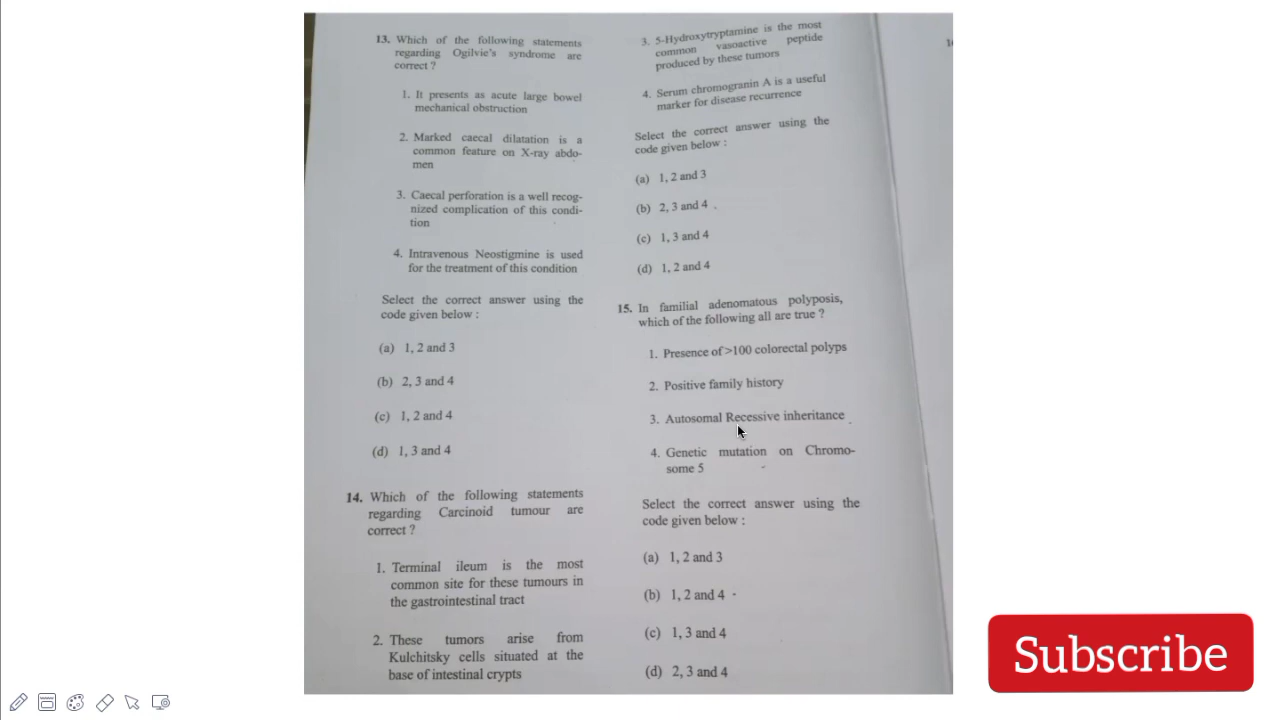 13. Which of the following statements
regarding Ogilvie's syndrome are
correct ?
1. It presents as acute large bowel
mechanical obstruction
2. Marked caecal dilatation is a
common feature on X-ray abdo-
men
3. Caecal perforation is a well recog-
nized complication of this condi-
tion
4. Intravenous Neostigmine is used
for the treatment of this condition
Select the correct answer using the
code given below :
(a) 1, 2 and 3
(b) 2, 3 and 4
(c) 1, 2 and 4
(d) 1, 3 and 4
14. Which of the following statements
regarding Carcinoid tumour are
correct ?
1. Terminal ileum is the most
common site for these tumours in
the gastrointestinal tract
2. These tumors arise from
Kulchitsky cells situated at the
base of intestinal crypts
3. 5-Hydroxytryptamine is the most
common vasoactive peptide
produced by these tumors
4. Serum chromogranin A is a useful
marker for disease recurrence
Select the correct answer using the
code given below :
(a) 1, 2 and 3
(b) 2, 3 and 4
(c) 1, 3 and 4
(d) 1, 2 and 4
15. In familial adenomatous polyposis,
which of the following all are true ?
1. Presence of >100 colorectal polyps
2. Positive family history
3. Autosomal Recessive inheritance
4. Genetic mutation on Chromo-
some 5
Select the correct answer using the
code given below :
(a) 1, 2 and 3
(b) 1, 2 and 4
(c) 1, 3 and 4
(d) 2, 3 and 4
Subscribe